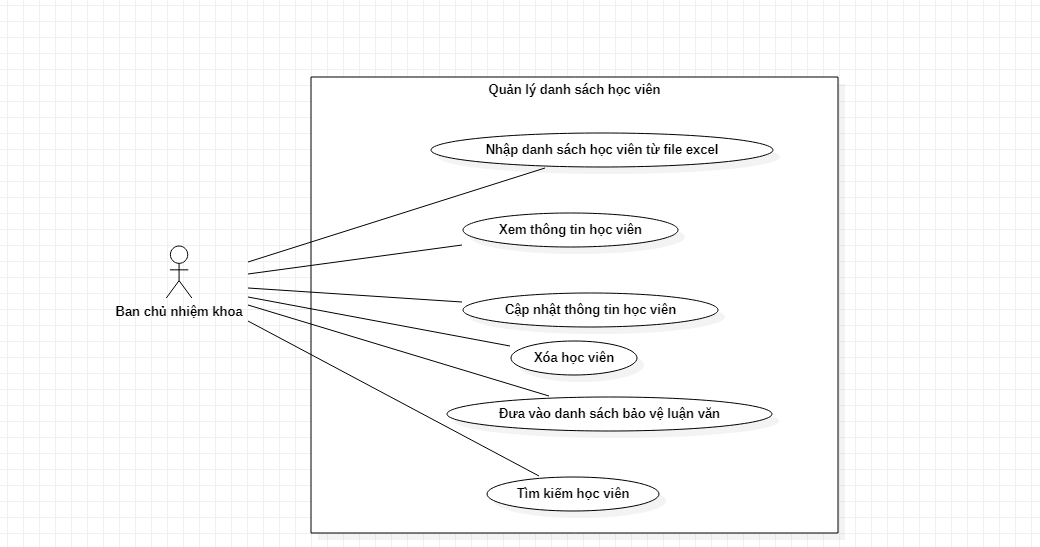 Quản lý danh sách học viên
Nhập danh sách học viên từ file excel
Xem thông tin học viên
Ban chủ nhiệm khoa
Cập nhật thông tin học viên
Xóa học viên
Đưa vào danh sách bảo vệ luận văn
Tìm kiếm học viên